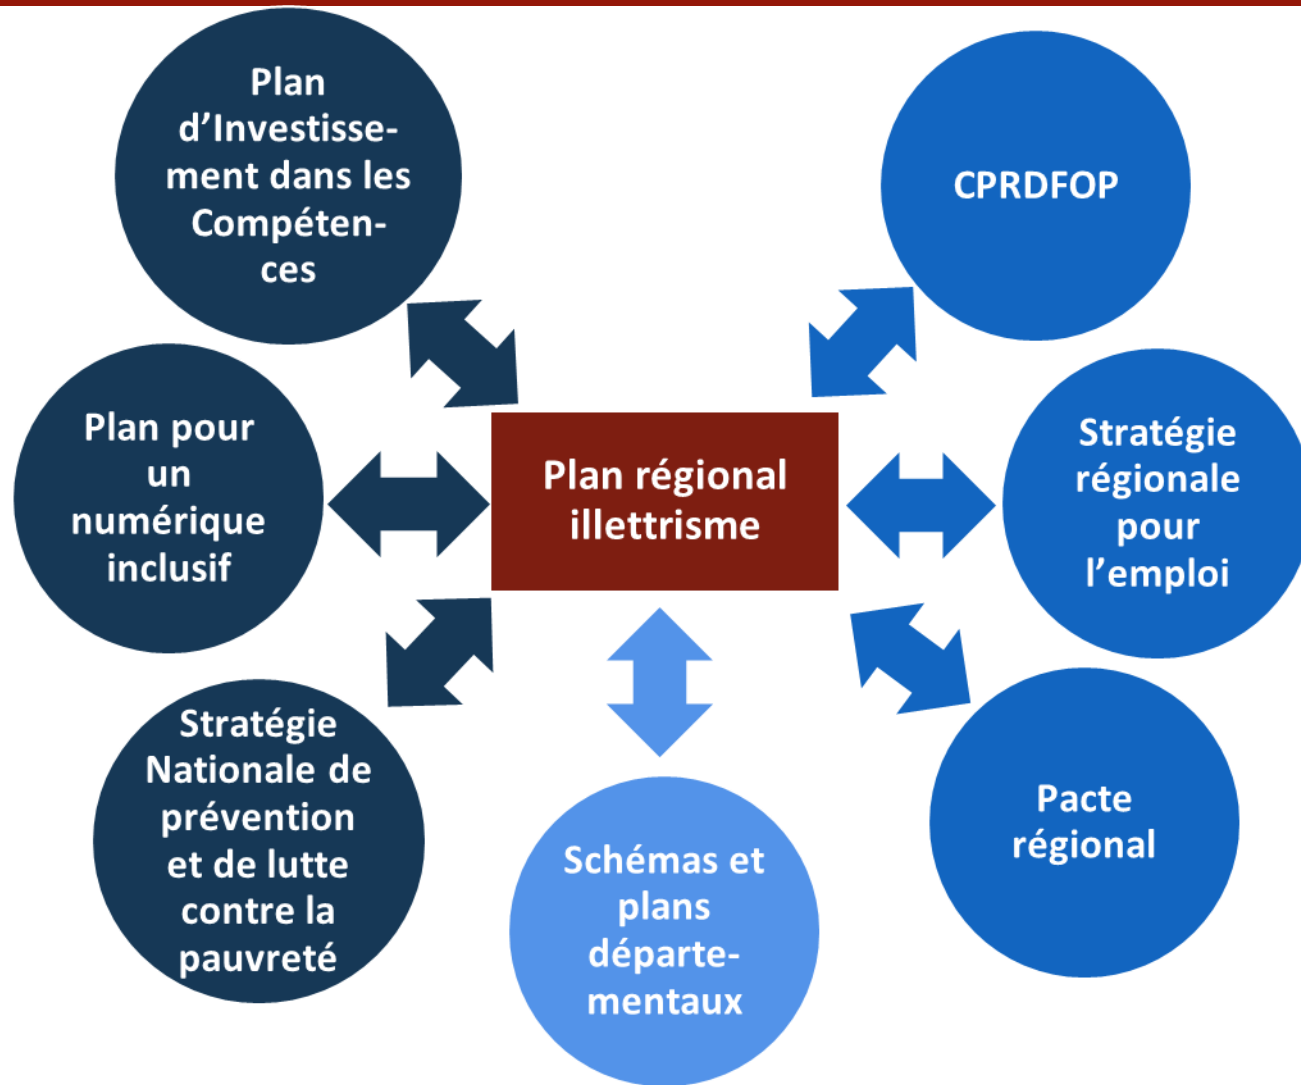 Plan
d’Investisse-
ment dans les
Compéten-
ces
CPRDFOP
Plan pour
un
numérique
inclusif
Plan régional
illettrisme
Stratégie
régionale
pour
l’emploi
Stratégie
Nationale de
prévention
et de lutte
contre la
pauvreté
Schémas et
plans
départe-
mentaux
Pacte
régional